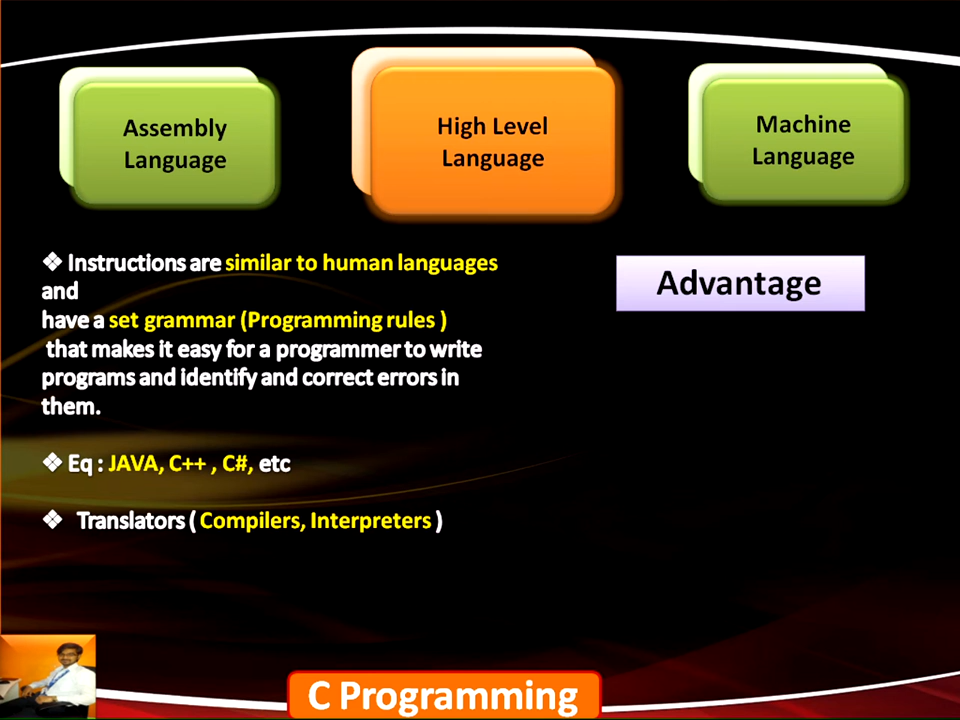 Assembly
Language
High Level
Language
Machine
Language
❖ Instructions are similar to human languages
and
have a set grammar (Programming rules )
that makes it easy for a programmer to write
programs and identify and correct errors in
them.
❖ Eq : JAVA, C++ , C#, etc
❖ Translators ( Compilers, Interpreters )
Advantage
C Programming